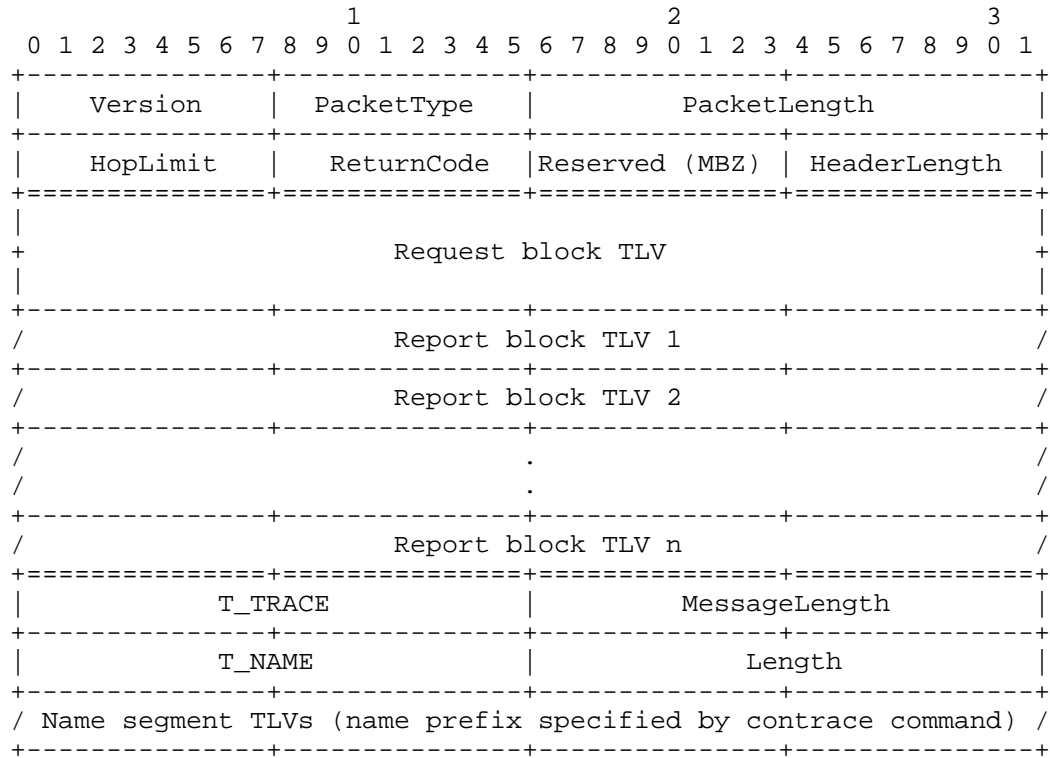 1                   2                   3
 0 1 2 3 4 5 6 7 8 9 0 1 2 3 4 5 6 7 8 9 0 1 2 3 4 5 6 7 8 9 0 1
+---------------+---------------+---------------+---------------+
|    Version    |  PacketType   |         PacketLength          |
+---------------+---------------+---------------+---------------+
|    HopLimit   |   ReturnCode  |Reserved (MBZ) | HeaderLength  |
+===============+===============+===============+===============+
|                                                               |
+                       Request block TLV                       +
|                                                               |
+---------------+---------------+---------------+---------------+
/                       Report block TLV 1                      /
+---------------+---------------+---------------+---------------+
/                       Report block TLV 2                      /
+---------------+---------------+---------------+---------------+
/                               .                               /
/                               .                               /
+---------------+---------------+---------------+---------------+
/                       Report block TLV n                      /
+===============+===============+===============+===============+
|            T_TRACE            |         MessageLength         |
+---------------+---------------+---------------+---------------+
|            T_NAME             |             Length            |
+---------------+---------------+---------------+---------------+
/ Name segment TLVs (name prefix specified by contrace command) /
+---------------+---------------+---------------+---------------+